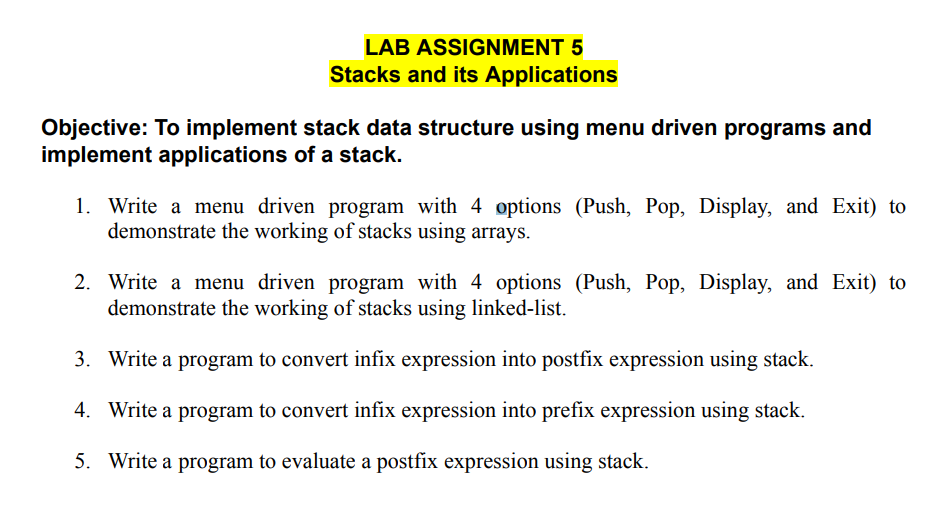 LAB ASSIGNMENT 5
Stacks and its Applications
Objective: To implement stack data structure using menu driven programs and
implement applications of a stack.
1. Write a menu driven program with 4 options (Push, Pop, Display, and Exit) to
demonstrate the working of stacks using arrays.
2. Write a menu driven program with 4 options (Push, Pop, Display, and Exit) to
demonstrate the working of stacks using linked-list.
3. Write a program to convert infix expression into postfix expression using stack.
4. Write a program to convert infix expression into prefix expression using stack.
5. Write a program to evaluate a postfix expression using stack.